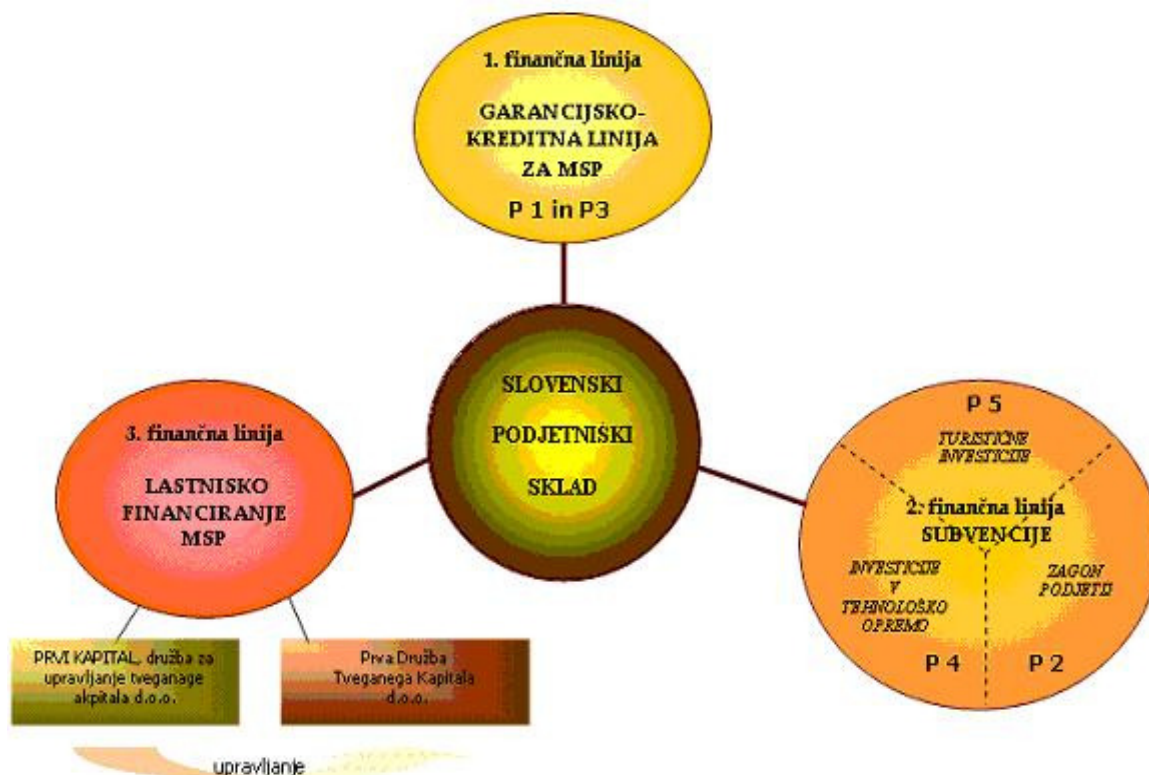 1. finančna linija
GARANCIJSKO-
KREDITNA LINIJA
ZA MSP
P 1 in P3
SLOVENSKI
PODJETNIŠKI
SKLAD
3. finančna linija
LASTNISKO
FINANCIRANJE
MSP
P 5
TURISTIČNE
INVESTICIJE
2. finančna linija
SUBVENCIJE
INVESTICIJE
V
TEHNOLOŠKO
OPREMO
P 4
ZAGON
PODJETIJ
P 2
PRVI KAPITAL, družba za
upravljanje tveganage
akpitala d.o.o.
Prva Družba
Tveganega Kapitala
d.o.o.
upravljanje